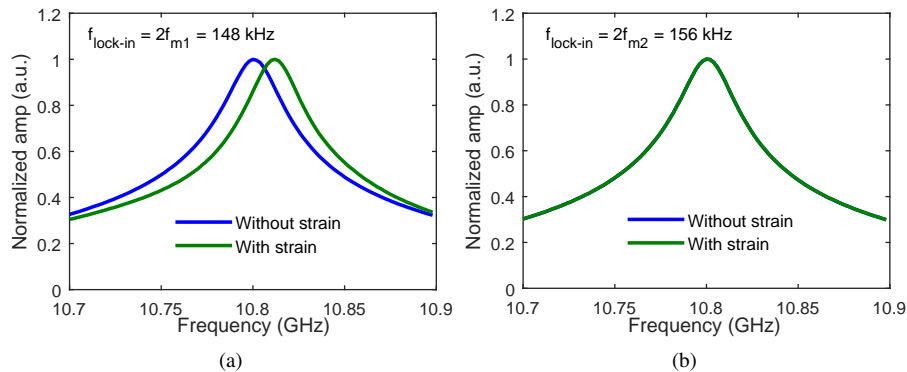 f_lock-in = 2f_m1 = 148 kHz
Normalized amp (a.u.)
1.2
1
0.8
0.6
0.4
0.2
0
Without strain
With strain
10.7 10.75 10.8 10.85 10.9
Frequency (GHz)
(a)
f_lock-in = 2f_m2 = 156 kHz
Normalized amp (a.u.)
1.2
1
0.8
0.6
0.4
0.2
0
Without strain
With strain
10.7 10.75 10.8 10.85 10.9
Frequency (GHz)
(b)